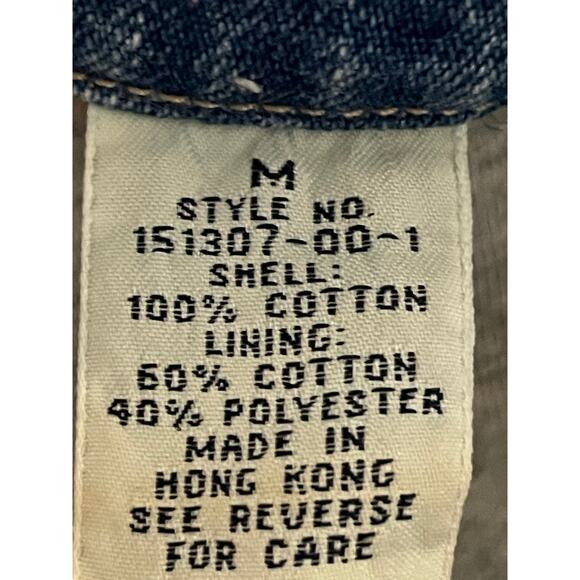 M
STYLE NO.
151307-00-1
SHELL:
100% COTTON
LINING:
60% COTTON
40% POLYESTER
MADE IN
HONG KONG
SEE REVERSE
FOR CARE